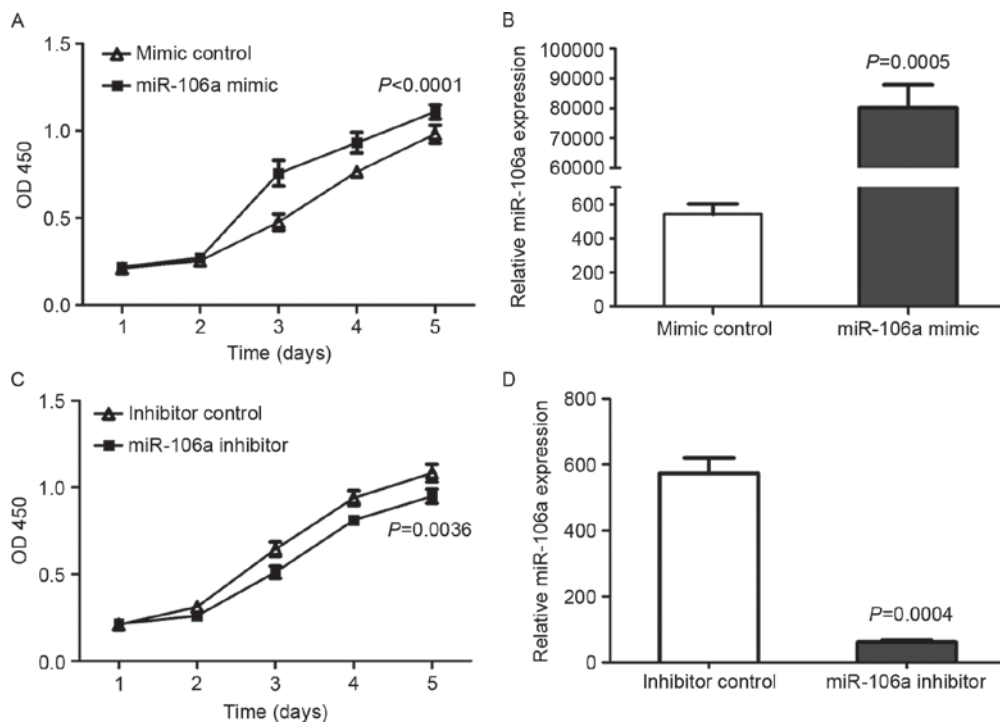 A
1.5
Mimic control
miR-106a mimic
P<0.0001
1.0
0.5
0.0
OD 450
1 2 3 4 5
Time (days)
B
100000
90000
80000
70000
60000
600
400
200
0
Relative miR-106a expression
P=0.0005
Mimic control miR-106a mimic
C
1.5
Inhibitor control
miR-106a inhibitor
1.0
P=0.0036
0.5
0.0
OD 450
1 2 3 4 5
Time (days)
D
800
600
400
200
0
Relative miR-106a expression
P=0.0004
Inhibitor control miR-106a inhibitor